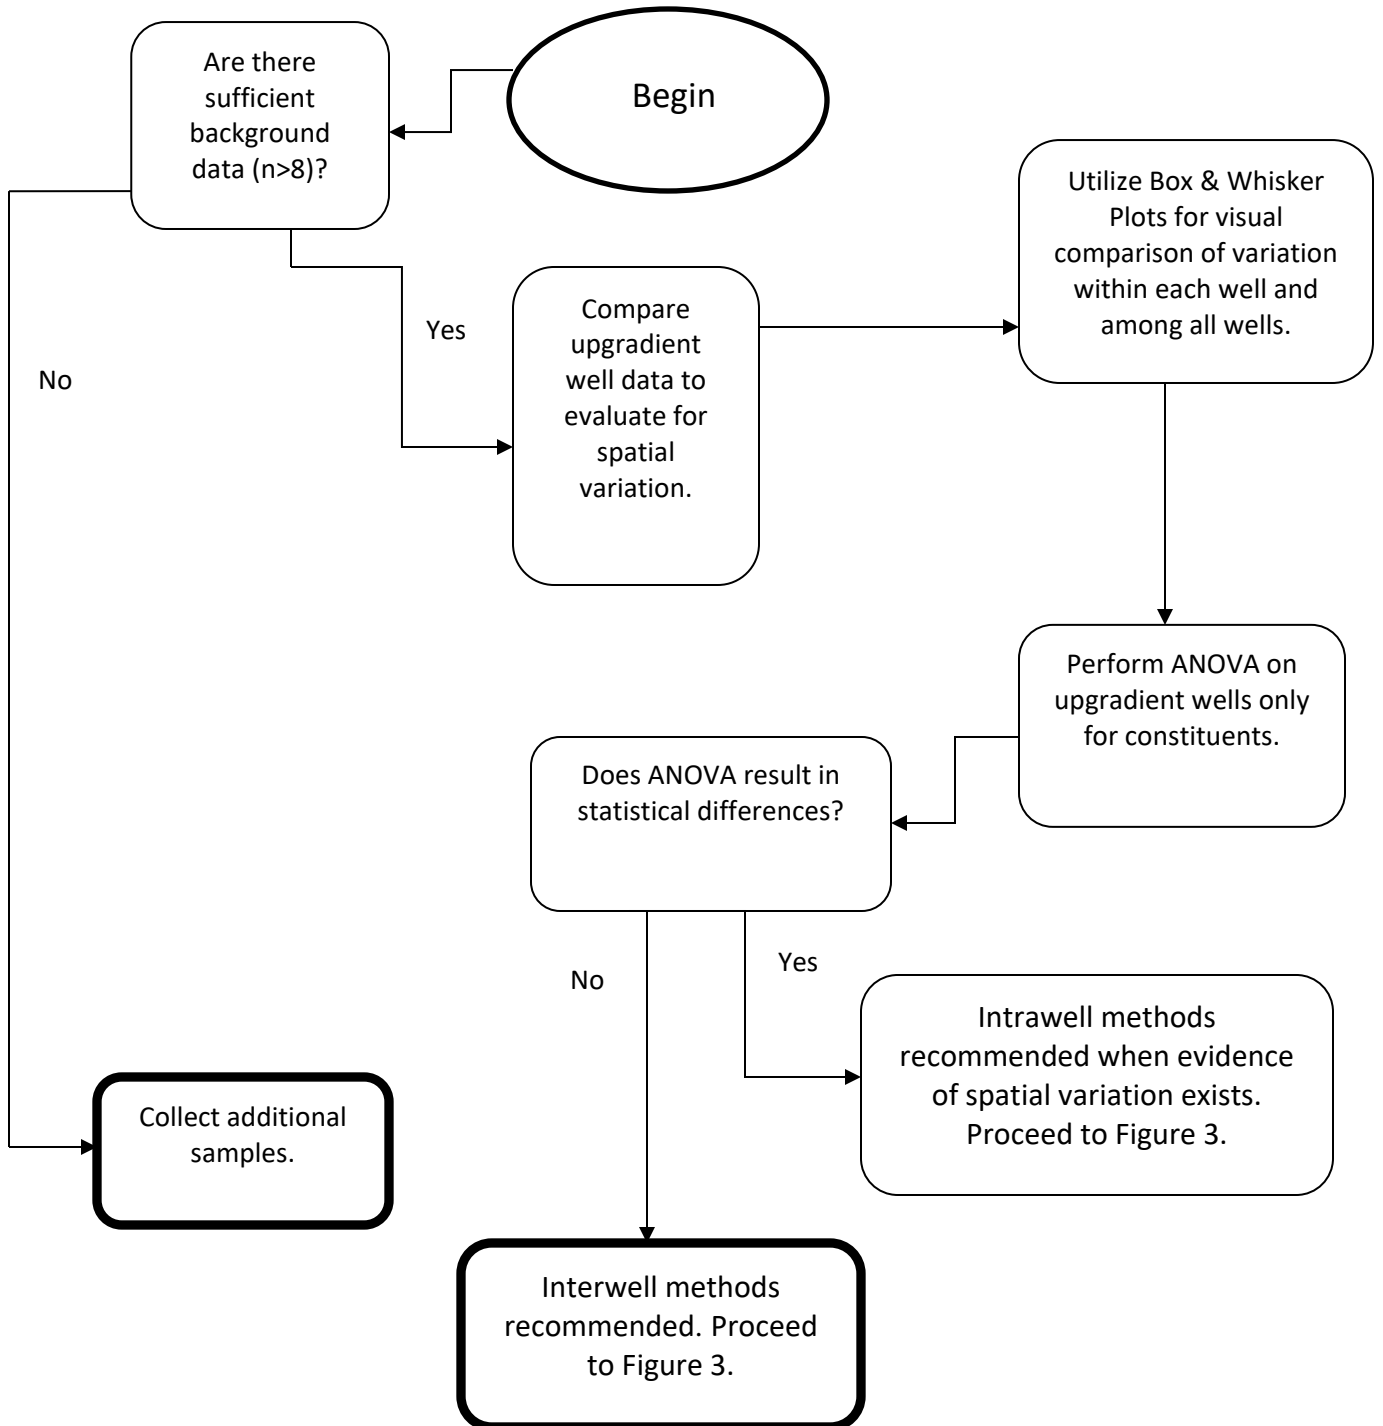 Begin
Are there
sufficient
background
data (n>8)?
No
Yes
Compare
upgradient
well data to
evaluate for
spatial
variation.
Utilize Box & Whisker
Plots for visual
comparison of variation
within each well and
among all wells.
Perform ANOVA on
upgradient wells only
for constituents.
Does ANOVA result in
statistical differences?
No
Yes
Intrawell methods
recommended when evidence
of spatial variation exists.
Proceed to Figure 3.
Collect additional
samples.
Interwell methods
recommended. Proceed
to Figure 3.